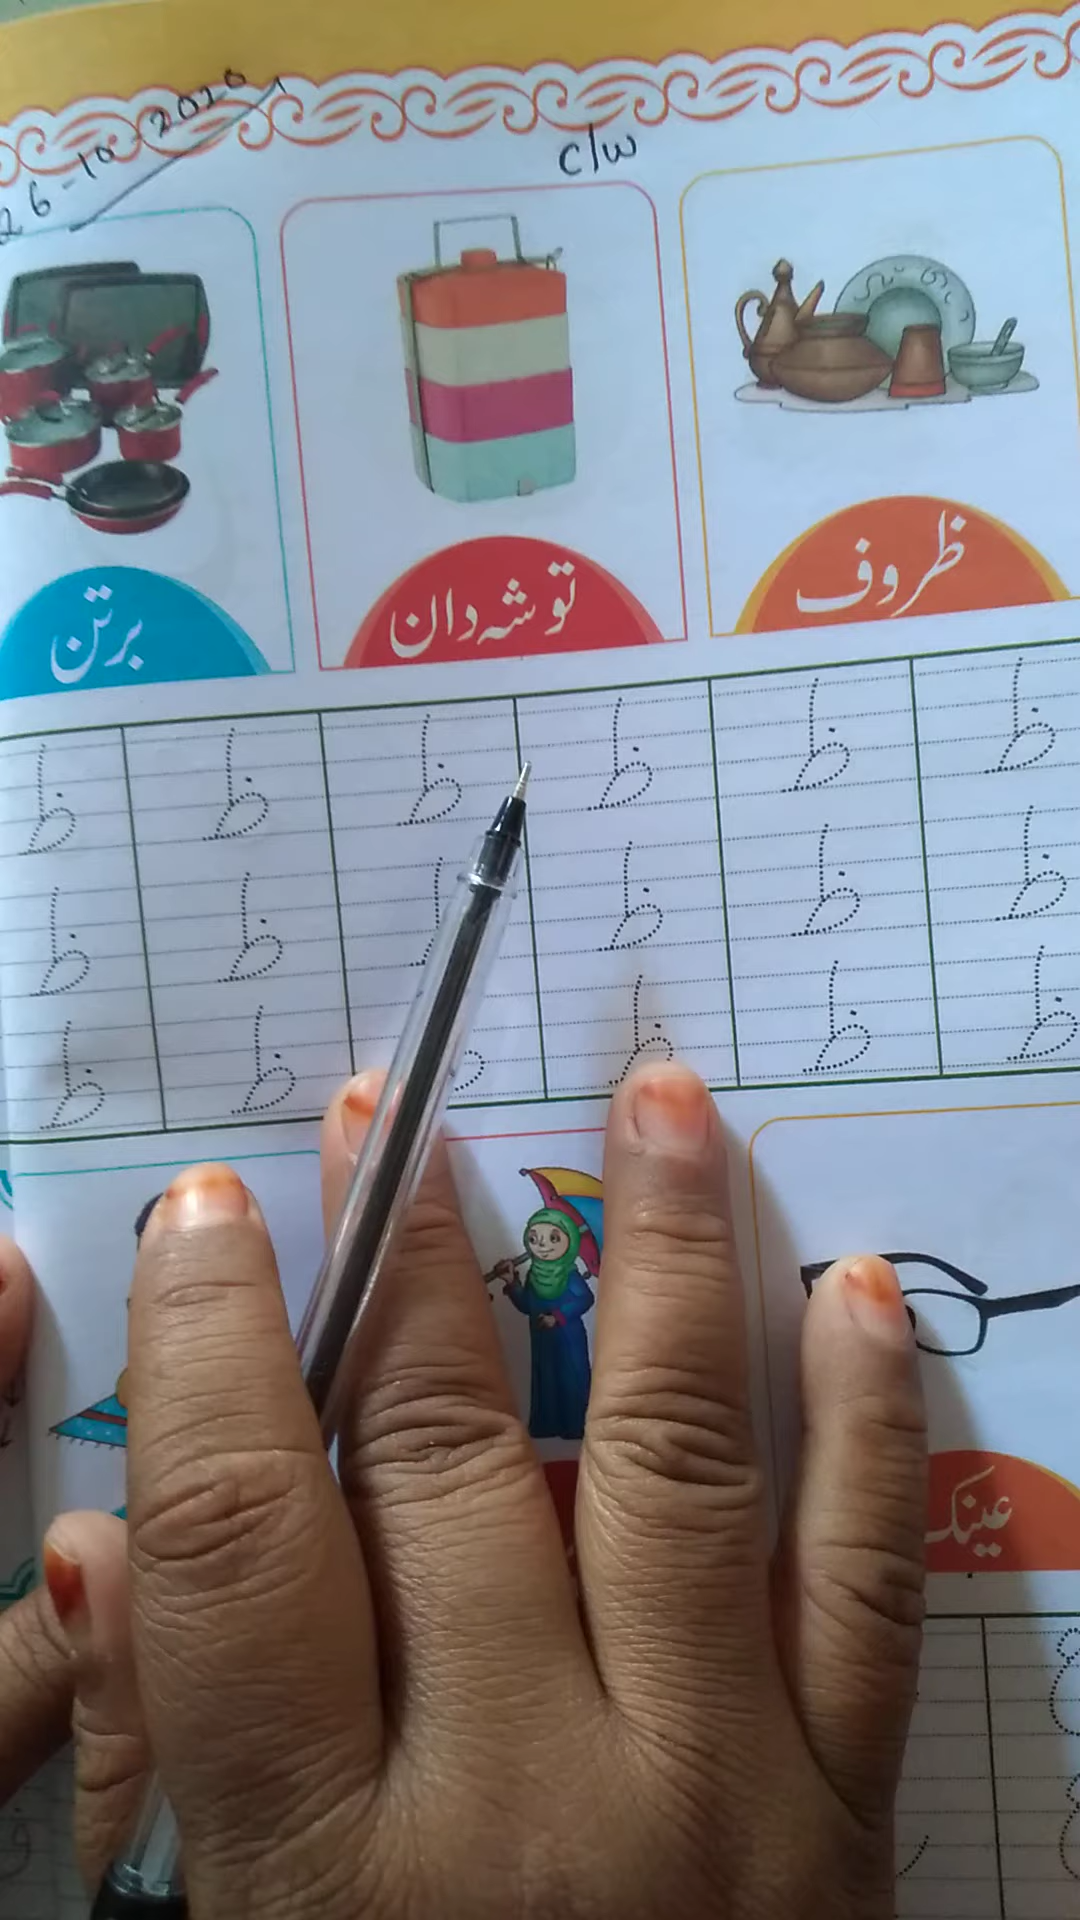 26-10-2020
c/w
ظروف
توشہ دان
برتن
ظ ظ ظ ظ ظ ظ
ظ ظ ظ ظ ظ
ظ ظ ظ ظ ظ
عینک